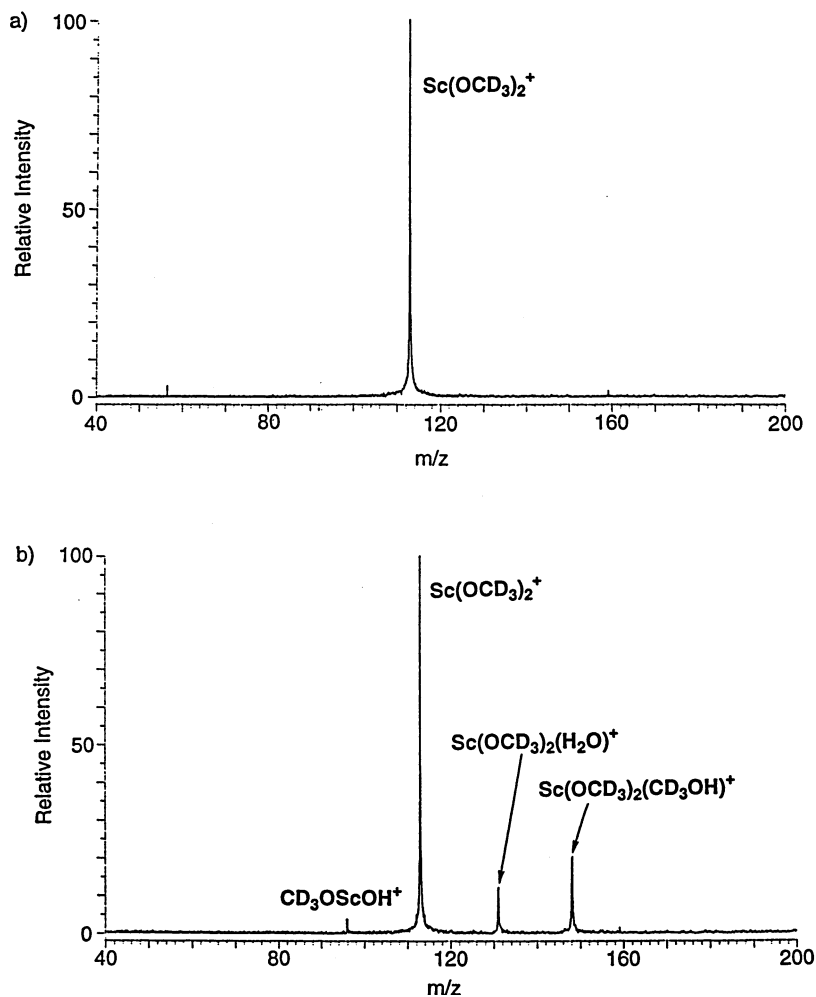 a)
100
Sc(OCD₃)₂⁺
Relative Intensity
50
0
40 80 120 160 200
m/z
b)
100
Sc(OCD₃)₂⁺
Relative Intensity
Sc(OCD₃)₂(H₂O)⁺
50
Sc(OCD₃)₂(CD₃OH)⁺
CD₃OScOH⁺
0
40 80 120 160 200
m/z